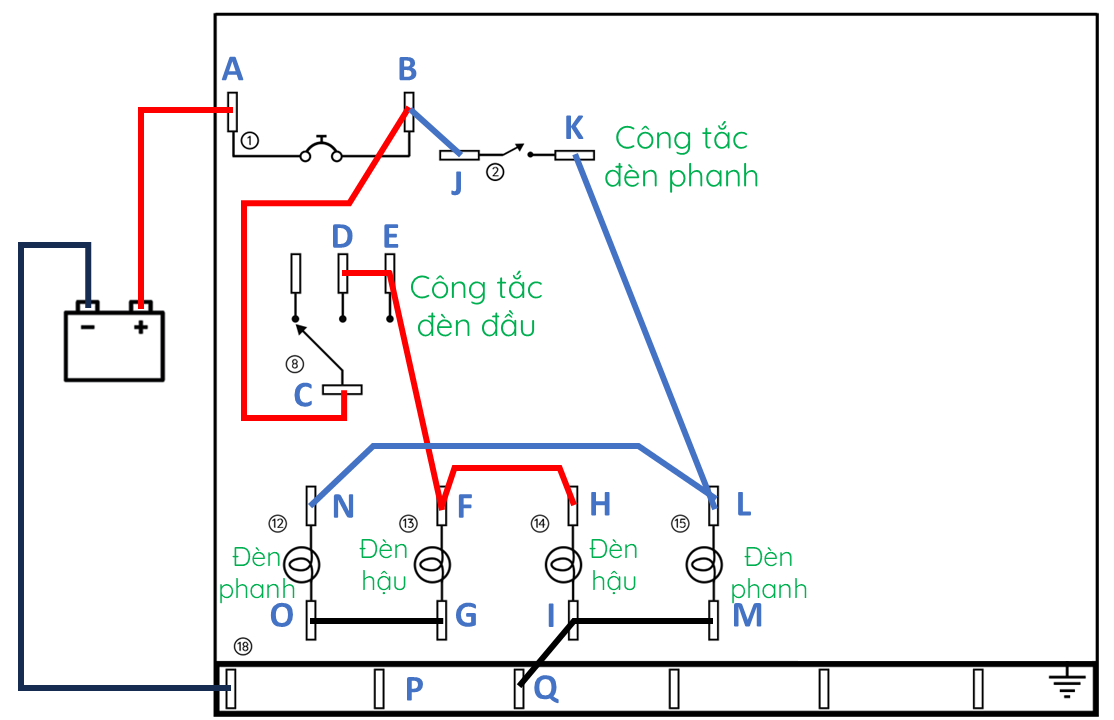 A
B
1
K
Công tắc
đèn phanh
J
2
D
E
Công tắc
đèn đầu
8
C
N
F
H
L
12
13
14
15
Đèn
phanh
Đèn
hậu
Đèn
hậu
Đèn
phanh
O
G
I
M
18
P
Q